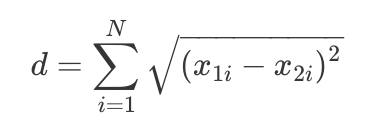 d = \sum_{i=1}^{N} \sqrt{(x_{1i} - x_{2i})^2}